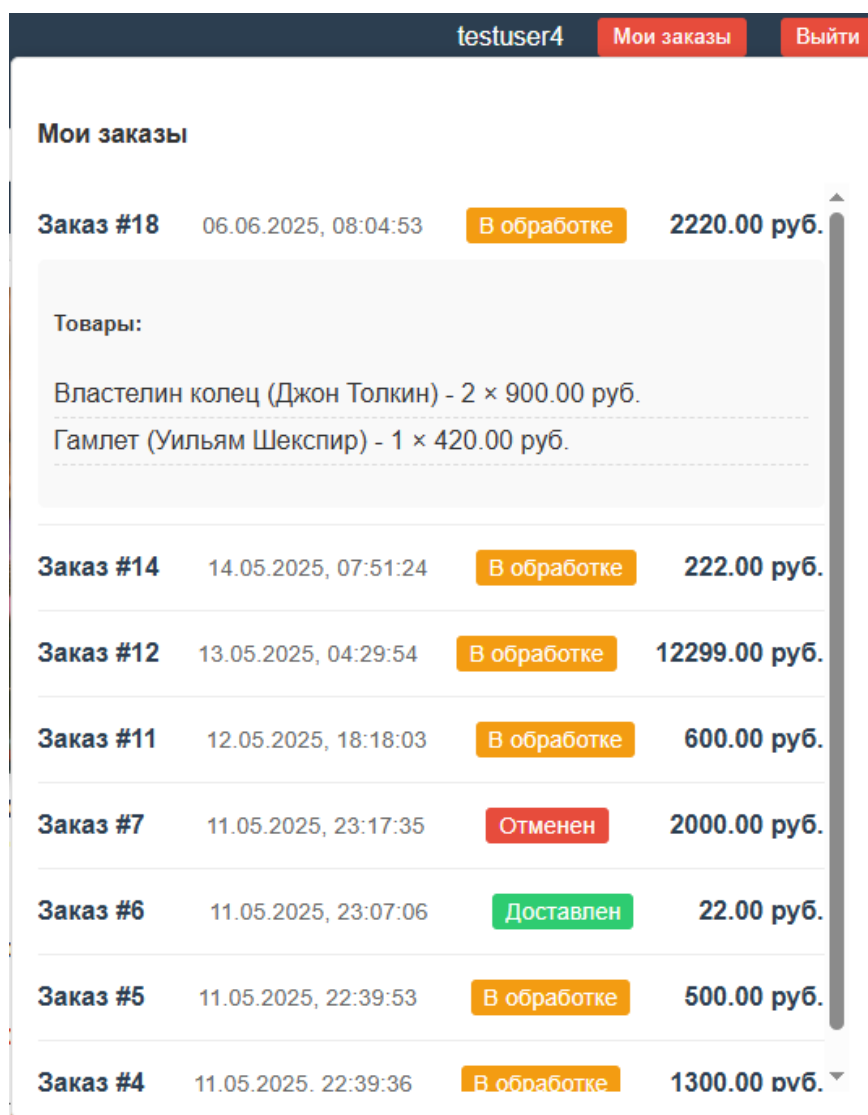 testuser4 Мои заказы Выйти
Мои заказы
Заказ #18 06.06.2025, 08:04:53 В обработке 2220.00 руб.
Товары:
Властелин колец (Джон Толкин) - 2 × 900.00 руб.
Гамлет (Уильям Шекспир) - 1 × 420.00 руб.
Заказ #14 14.05.2025, 07:51:24 В обработке 222.00 руб.
Заказ #12 13.05.2025, 04:29:54 В обработке 12299.00 руб.
Заказ #11 12.05.2025, 18:18:03 В обработке 600.00 руб.
Заказ #7 11.05.2025, 23:17:35 Отменен 2000.00 руб.
Заказ #6 11.05.2025, 23:07:06 Доставлен 22.00 руб.
Заказ #5 11.05.2025, 22:39:53 В обработке 500.00 руб.
Заказ #4 11.05.2025, 22:39:36 В обработке 1300.00 руб.